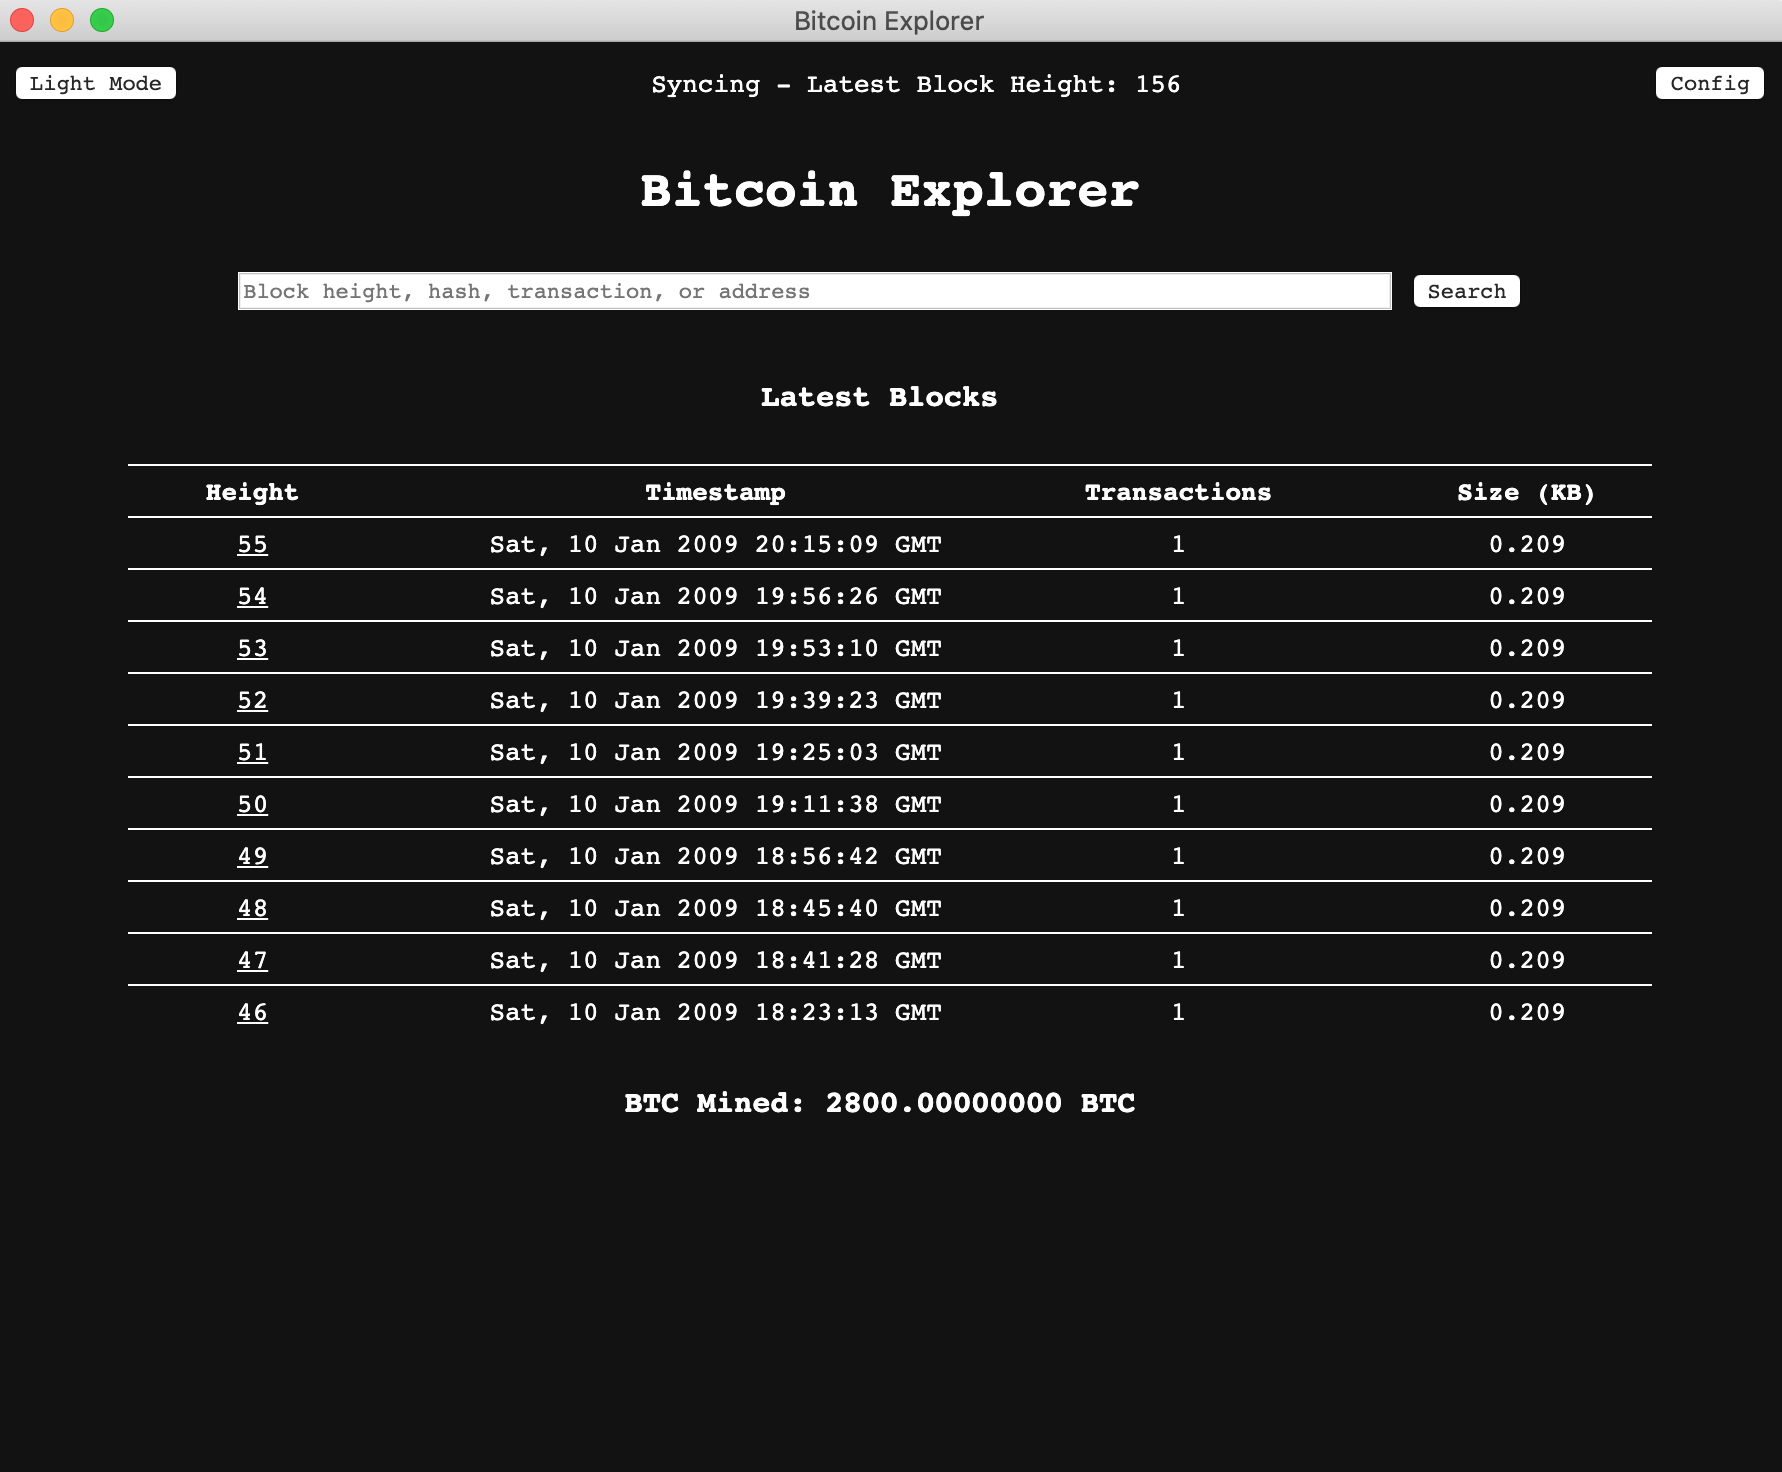 Bitcoin Explorer
Light Mode Syncing - Latest Block Height: 156 Config
Bitcoin Explorer
Block height, hash, transaction, or address Search
Latest Blocks
Height Timestamp Transactions Size (KB)
55 Sat, 10 Jan 2009 20:15:09 GMT 1 0.209
54 Sat, 10 Jan 2009 19:56:26 GMT 1 0.209
53 Sat, 10 Jan 2009 19:53:10 GMT 1 0.209
52 Sat, 10 Jan 2009 19:39:23 GMT 1 0.209
51 Sat, 10 Jan 2009 19:25:03 GMT 1 0.209
50 Sat, 10 Jan 2009 19:11:38 GMT 1 0.209
49 Sat, 10 Jan 2009 18:56:42 GMT 1 0.209
48 Sat, 10 Jan 2009 18:45:40 GMT 1 0.209
47 Sat, 10 Jan 2009 18:41:28 GMT 1 0.209
46 Sat, 10 Jan 2009 18:23:13 GMT 1 0.209
BTC Mined: 2800.00000000 BTC